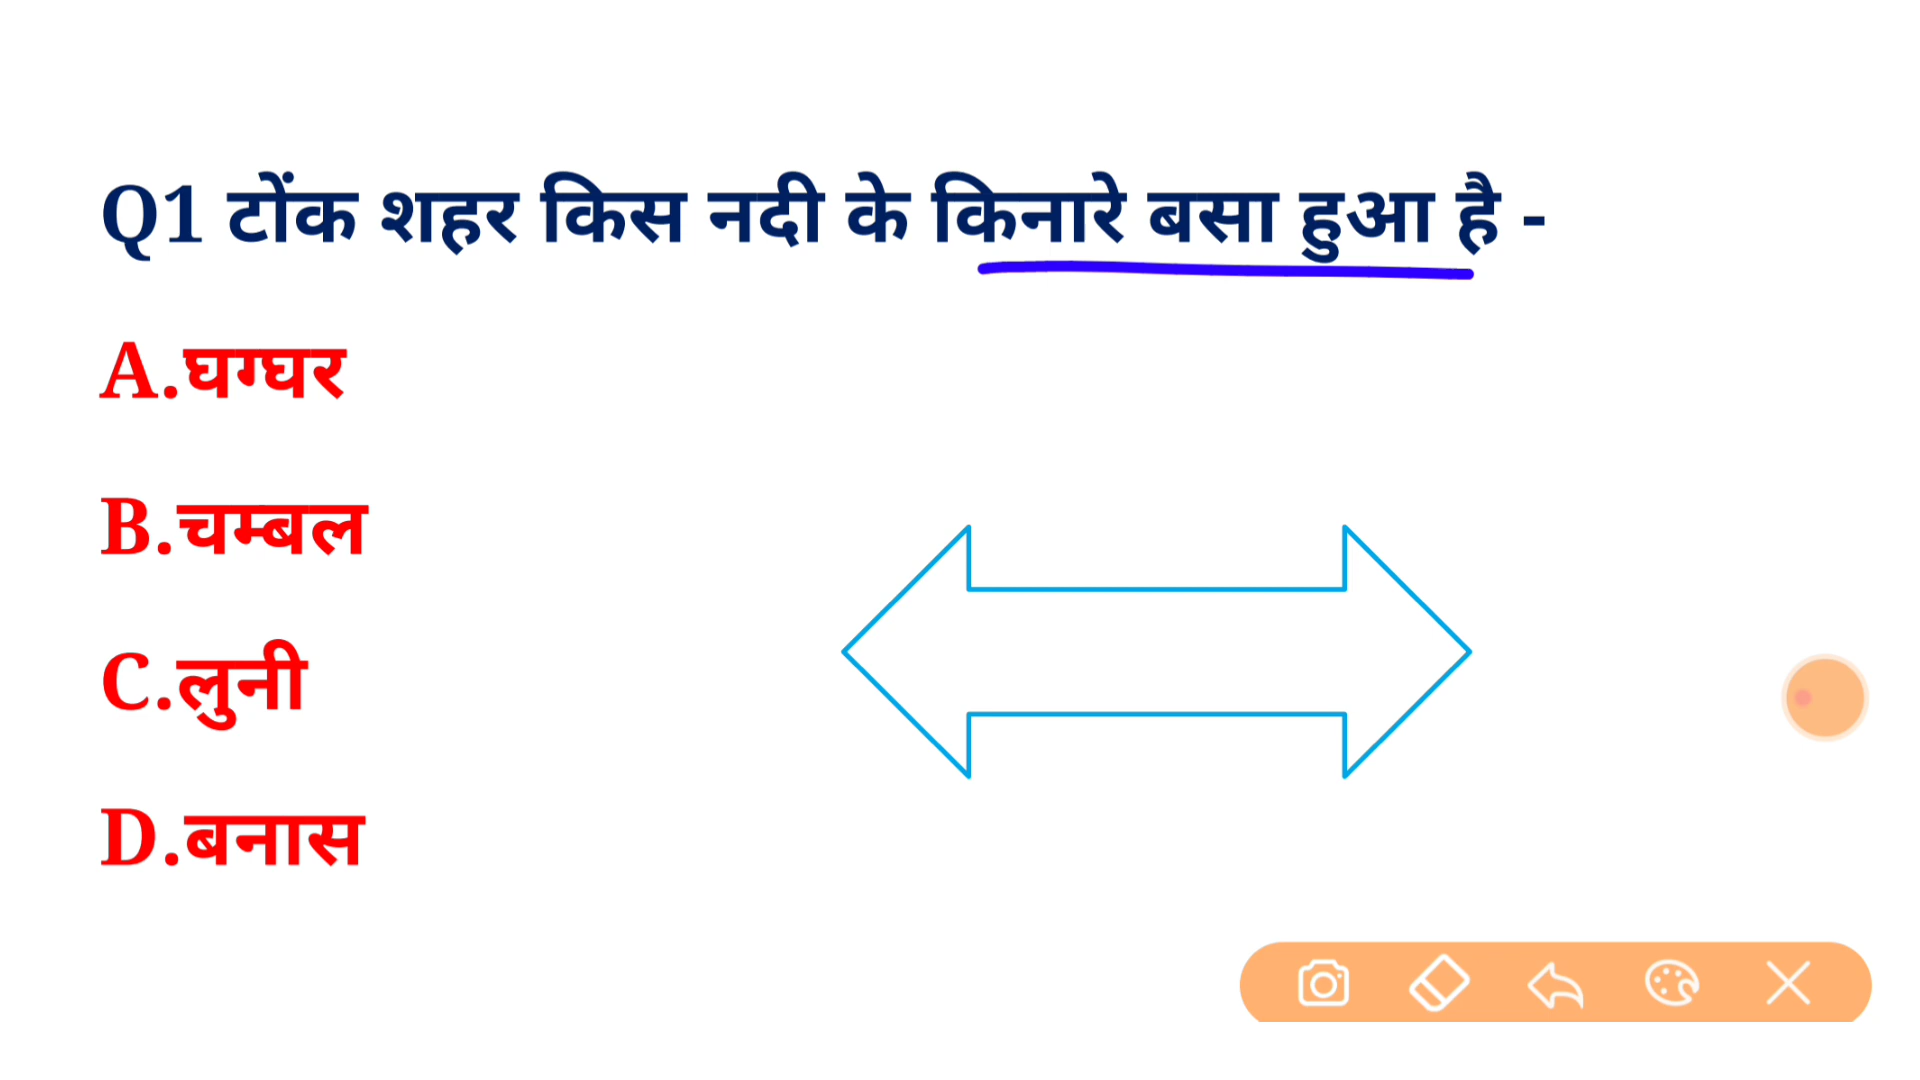 Q1 टोंक शहर किस नदी के किनारे बसा हुआ है -
A.घग्घर
B.चम्बल
C.लुनी
D.बनास